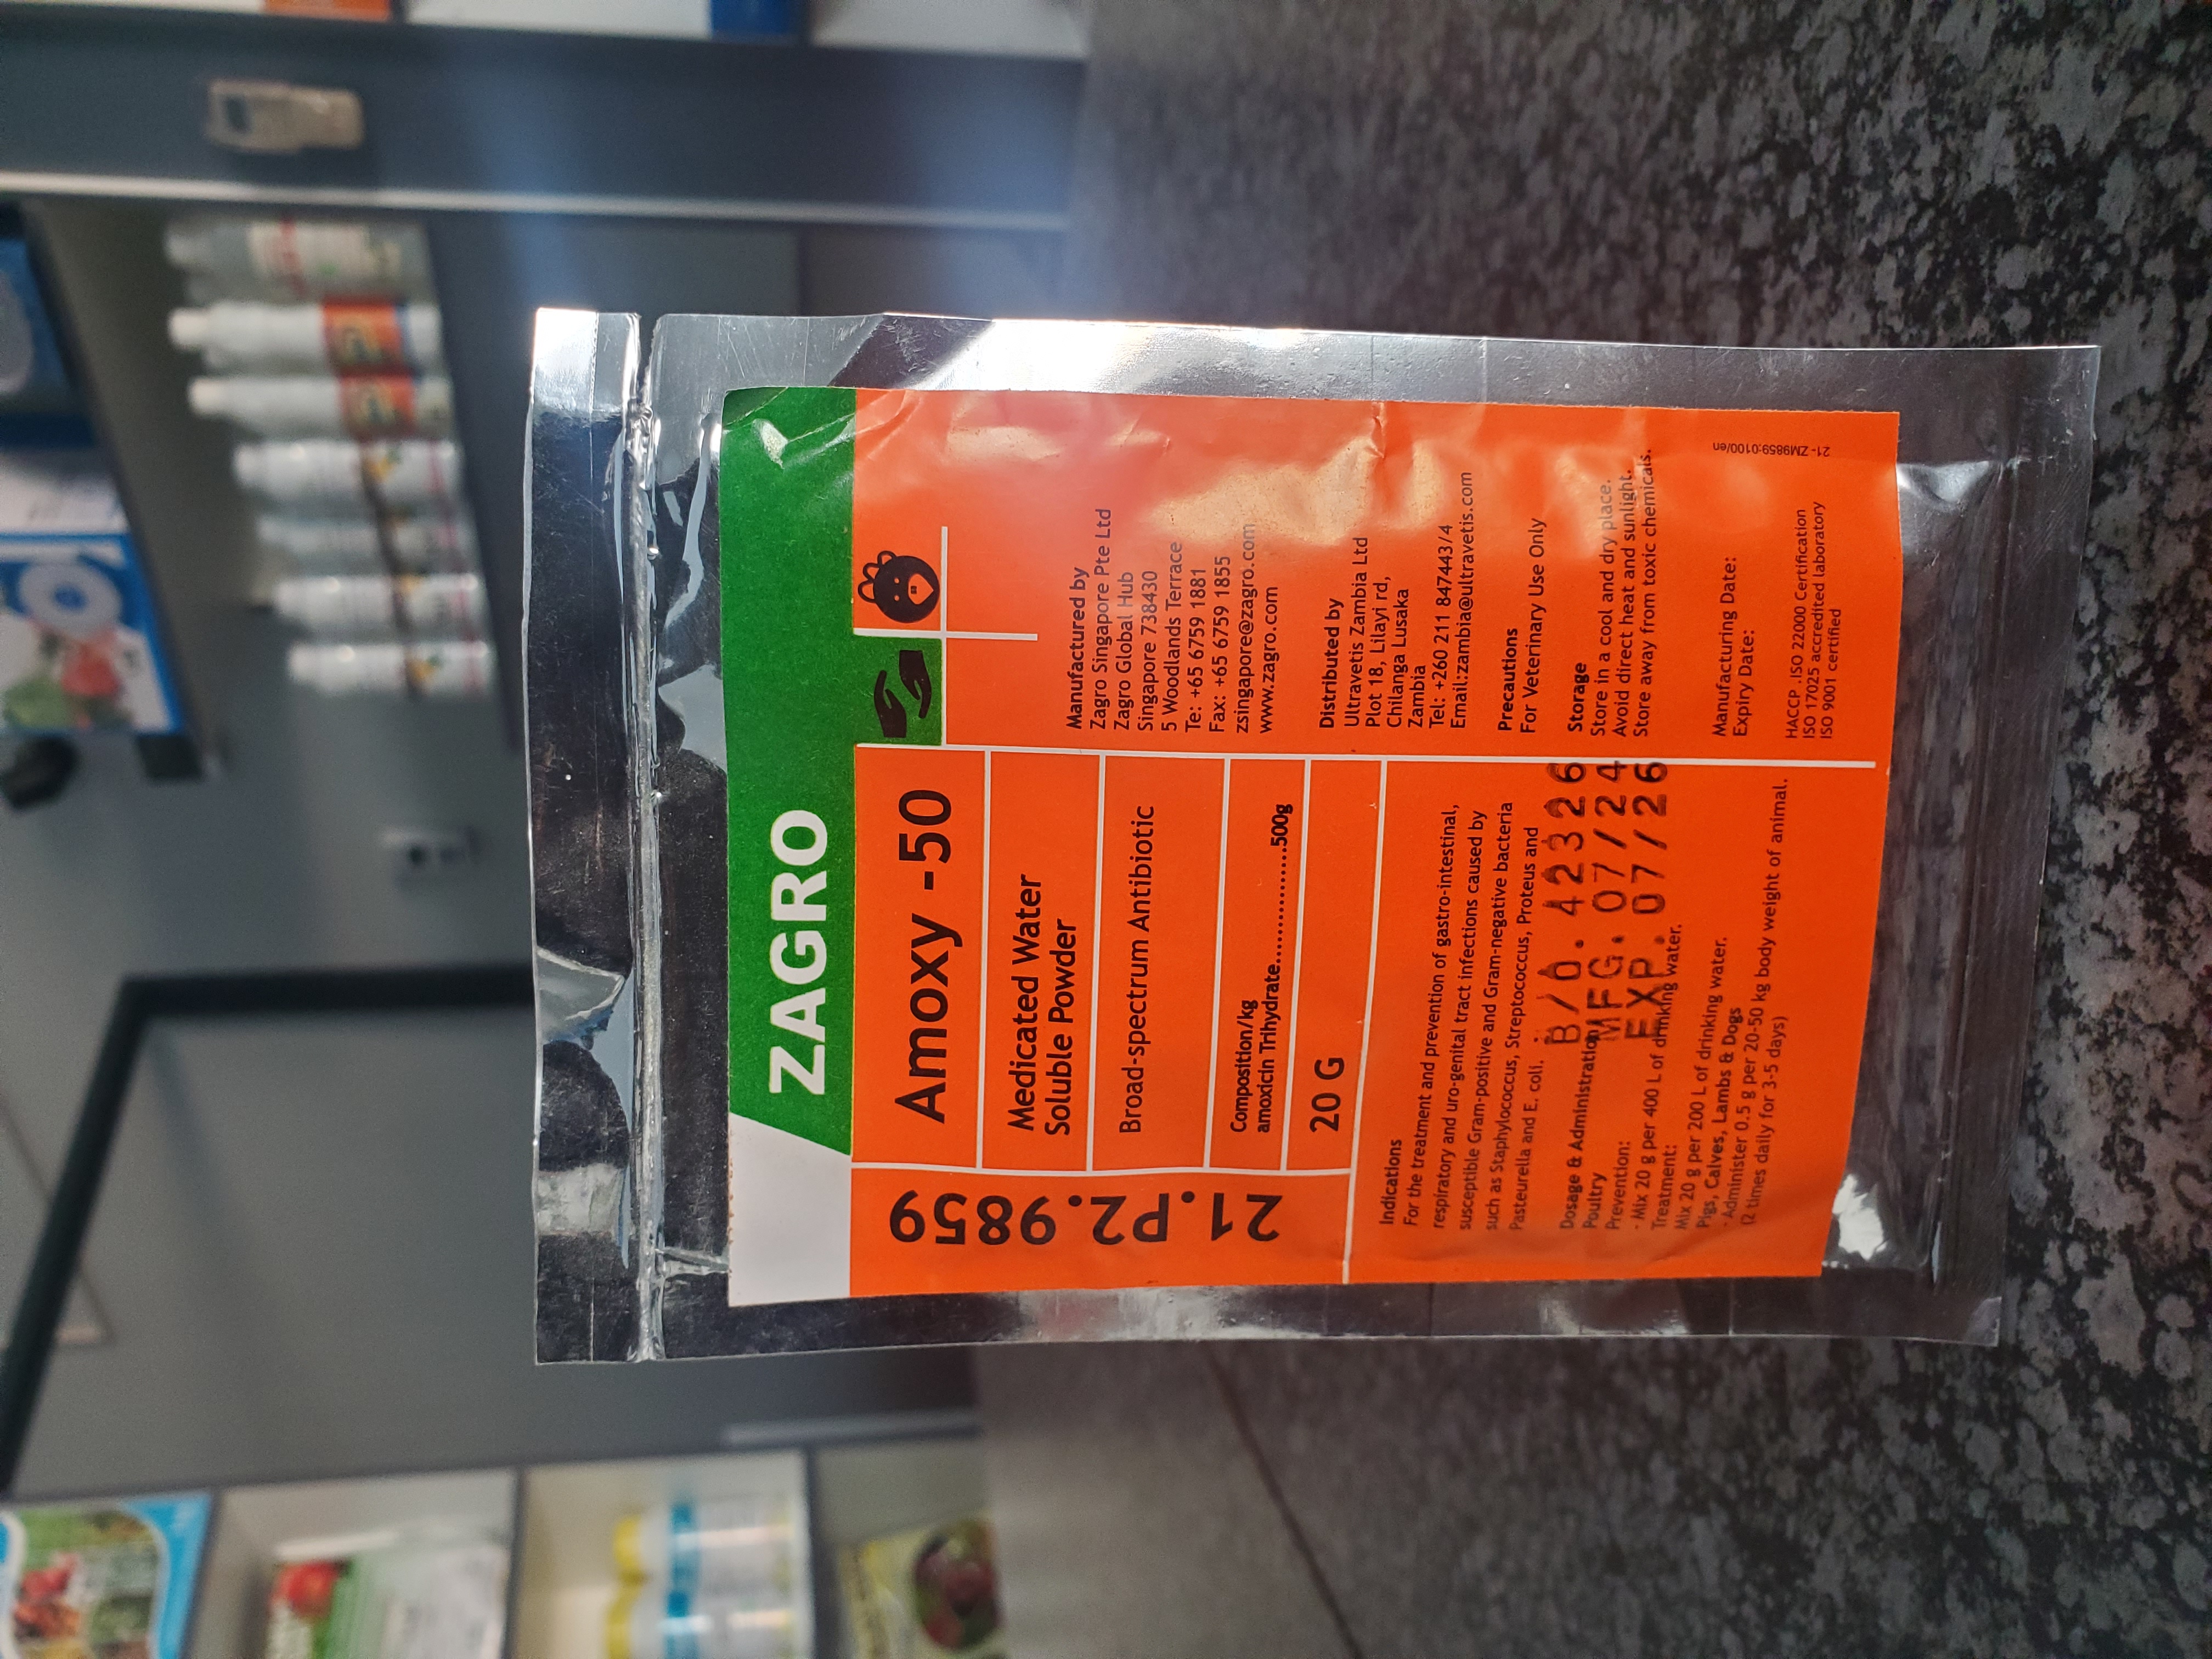 ZAGRO
Amoxy -50
Medicated Water
Soluble Powder
Broad-spectrum Antibiotic
Composition/kg
amoxicin Trihydrate..............500g
20 G
21.P2.9859
Indications
For the treatment and prevention of gastro-intestinal,
respiratory and uro-genital tract infections caused by
susceptible Gram-positive and Gram-negative bacteria
such as Staphylococcus, Streptococcus, Proteus and
Pasteurella and E. coli.
Dosage & Administration
Poultry
Prevention:
· Mix 20 g per 400 L of drinking water.
Treatment:
Mix 20 g per 200 L of drinking water.
Pigs, Calves, Lambs & Dogs
· Administer 0.5 g per 20-50 kg body weight of animal.
(2 times daily for 3-5 days)
B/O. 42326
MFG. 07/24
EXP. 07/26
Manufactured by
Zagro Singapore Pte Ltd
Zagro Global Hub
Singapore 738430
5 Woodlands Terrace
Te: +65 6759 1881
Fax: +65 6759 1855
zsingapore@zagro.com
www.zagro.com
Distributed by
Ultravetis Zambia Ltd
Plot 18, Lilayi rd,
Chilanga Lusaka
Zambia
Tel: +260 211 847443/4
Email:zambia@ultravetis.com
Precautions
For Veterinary Use Only
Storage
Store in a cool and dry place.
Avoid direct heat and sunlight.
Store away from toxic chemicals.
Manufacturing Date:
Expiry Date:
HACCP .ISO 22000 Certification
ISO 17025 accredited laboratory
ISO 9001 certified
21- ZM9859:0100/en